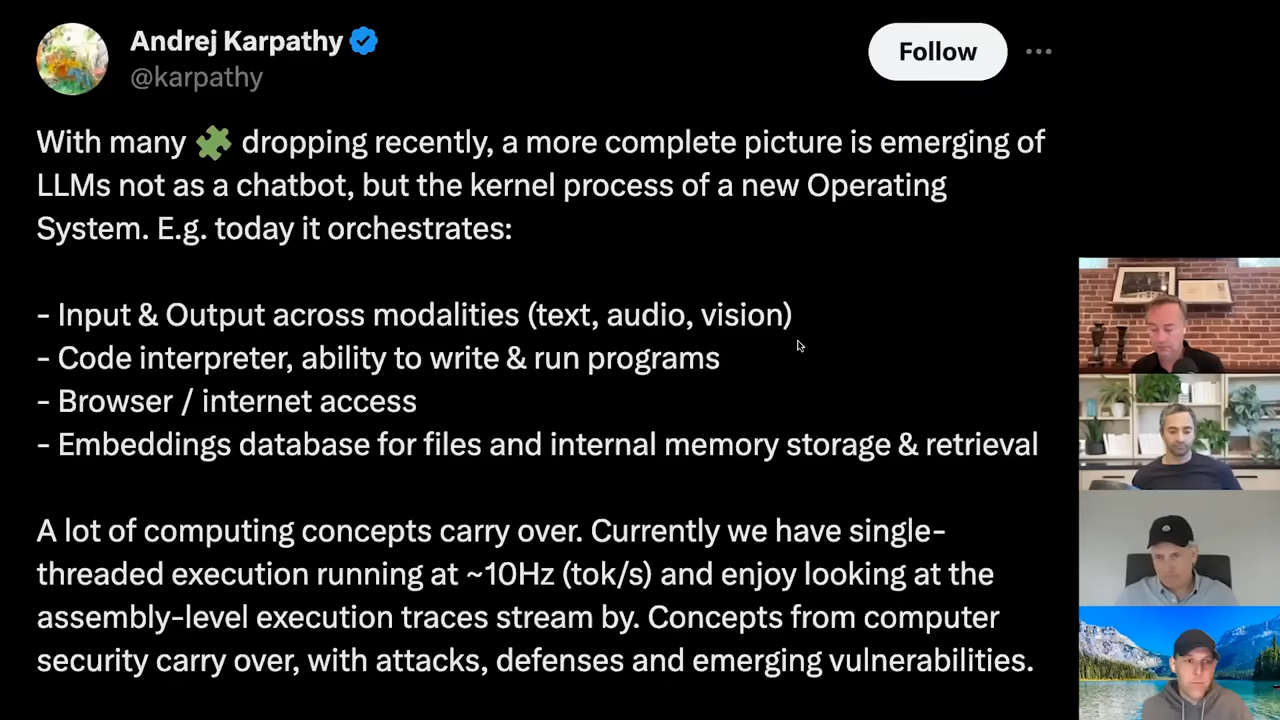 Andrej Karpathy
@karpathy
Follow
With many 🧩 dropping recently, a more complete picture is emerging of
LLMs not as a chatbot, but the kernel process of a new Operating
System. E.g. today it orchestrates:
- Input & Output across modalities (text, audio, vision)
- Code interpreter, ability to write & run programs
- Browser / internet access
- Embeddings database for files and internal memory storage & retrieval
A lot of computing concepts carry over. Currently we have single-
threaded execution running at ~10Hz (tok/s) and enjoy looking at the
assembly-level execution traces stream by. Concepts from computer
security carry over, with attacks, defenses and emerging vulnerabilities.